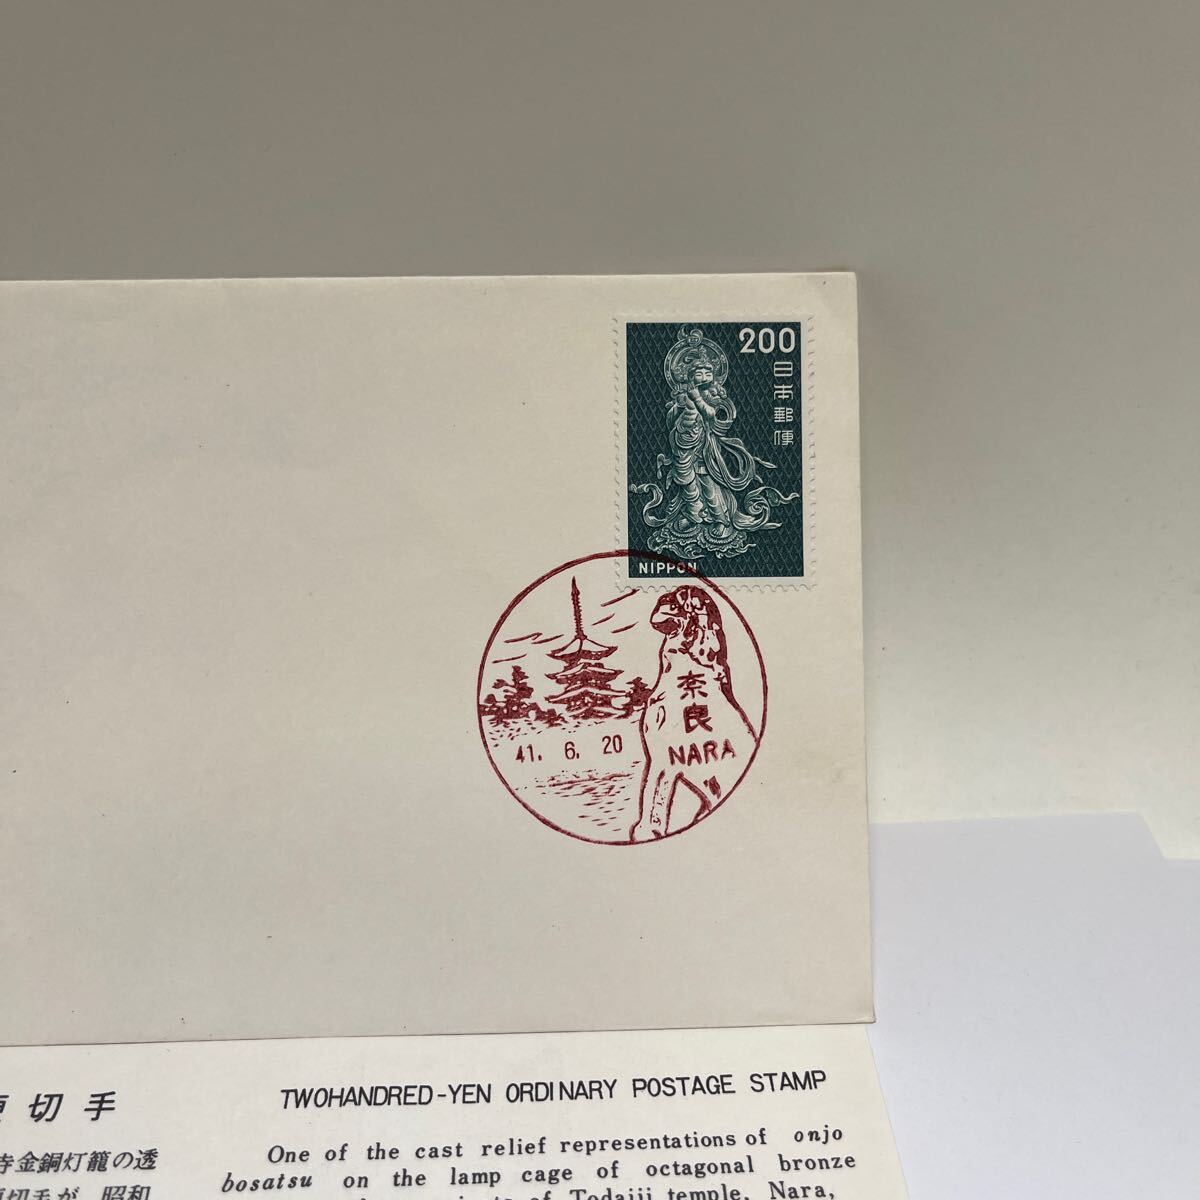 200
日本郵便
NIPPON
奈良
NARA
41. 6. 20
切手
寺金銅灯籠の透
切手が、昭和
TWOHANDRED-YEN ORDINARY POSTAGE STAMP
One of the cast relief representations of onjo
bosatsu on the lamp cage of octagonal bronze
of Todaiji temple, Nara,